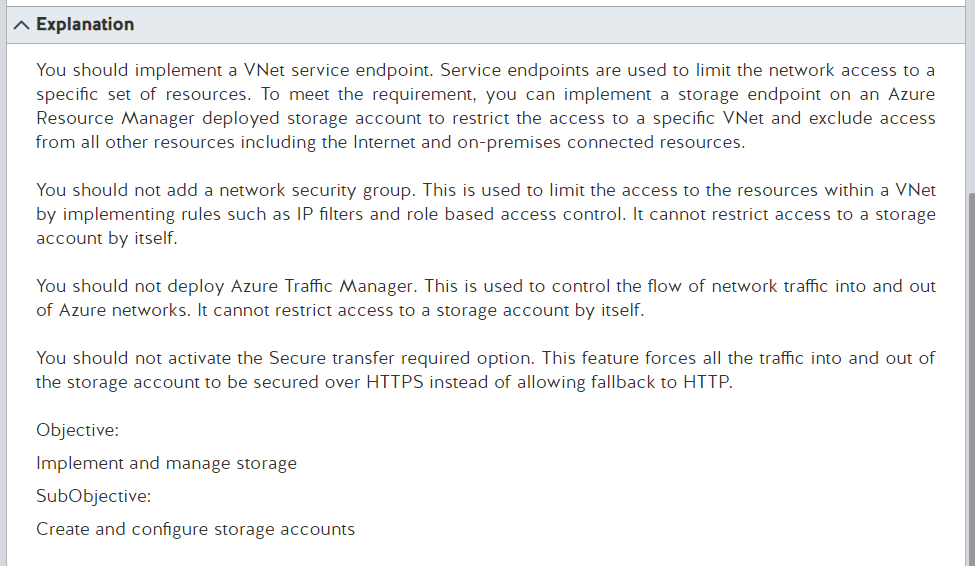 Explanation
You should implement a VNet service endpoint. Service endpoints are used to limit the network access to a
specific set of resources. To meet the requirement, you can implement a storage endpoint on an Azure
Resource Manager deployed storage account to restrict the access to a specific VNet and exclude access
from all other resources including the Internet and on-premises connected resources.
You should not add a network security group. This is used to limit the access to the resources within a VNet
by implementing rules such as IP filters and role based access control. It cannot restrict access to a storage
account by itself.
You should not deploy Azure Traffic Manager. This is used to control the flow of network traffic into and out
of Azure networks. It cannot restrict access to a storage account by itself.
You should not activate the Secure transfer required option. This feature forces all the traffic into and out of
the storage account to be secured over HTTPS instead of allowing fallback to HTTP.
Objective:
Implement and manage storage
SubObjective:
Create and configure storage accounts